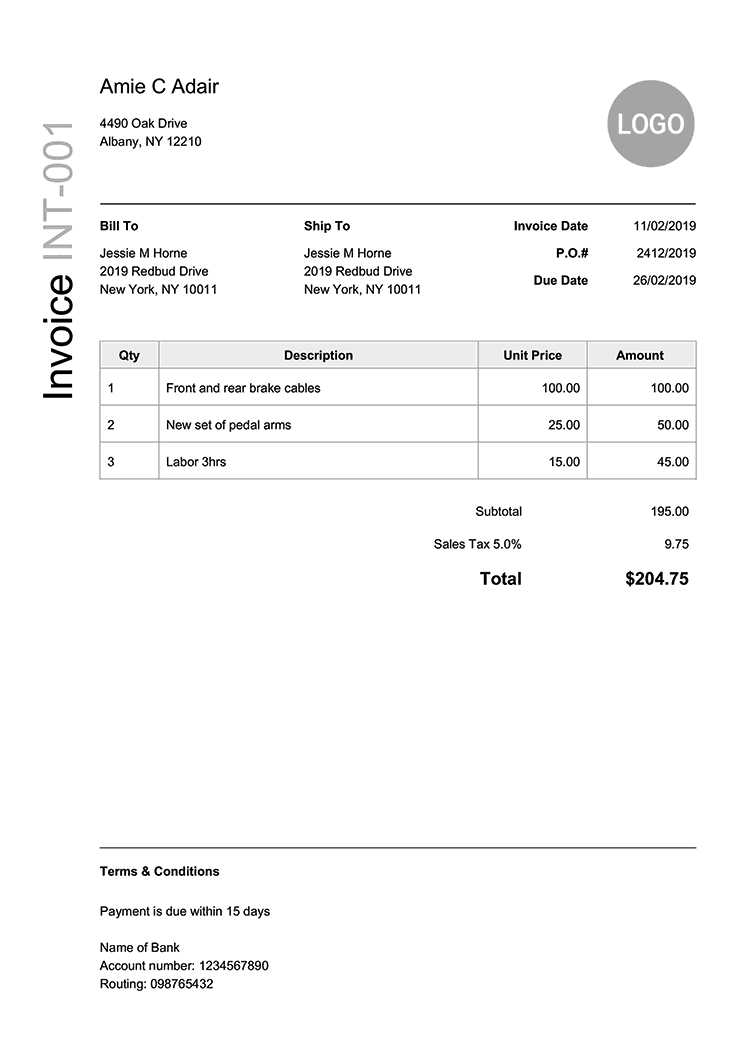 Amie C Adair
4490 Oak Drive
Albany, NY 12210
LOGO
Invoice INT-001
Bill To
Jessie M Horne
2019 Redbud Drive
New York, NY 10011
Ship To
Jessie M Horne
2019 Redbud Drive
New York, NY 10011
Invoice Date 11/02/2019
P.O.# 2412/2019
Due Date 26/02/2019
Qty Description Unit Price Amount
1 Front and rear brake cables 100.00 100.00
2 New set of pedal arms 25.00 50.00
3 Labor 3hrs 15.00 45.00
Subtotal 195.00
Sales Tax 5.0% 9.75
Total $204.75
Terms & Conditions
Payment is due within 15 days
Name of Bank
Account number: 1234567890
Routing: 098765432